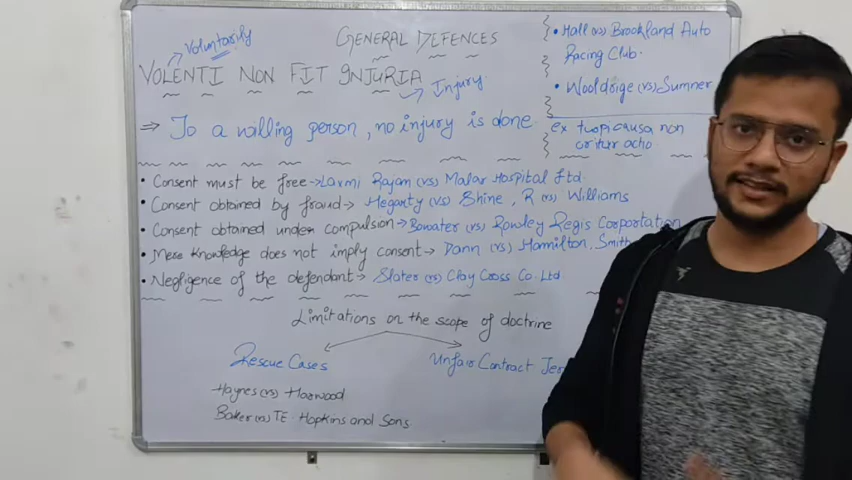 GENERAL DEFENCES
Voluntarily
VOLENTI NON FIT INJURIA
Injury
⇒ To a willing person, no injury is done
• Hall (vs) Brookland Auto
Racing Club.
• Wooldrige (vs) Sumner
ex turpicausa non
oritur actio
• Consent must be free → Laxmi Rajam (vs) Malar Hospital Ltd
• Consent obtained by fraud → Hegarty (vs) Shine, R (vs) Williams
• Consent obtained under compulsion → Bowater (vs) Rowley Regis Corportation
• Mere Knowledge does not imply consent → Dann (vs) Hamilton, Smith
• Negligence of the defendant → Slater (vs) Clay Cross Co. Ltd
Limitations on the scope of doctrine
Rescue Cases
Unfair Contract Ter
Haynes (vs) Harwood
Baker (vs) TE Hopkins and Sons